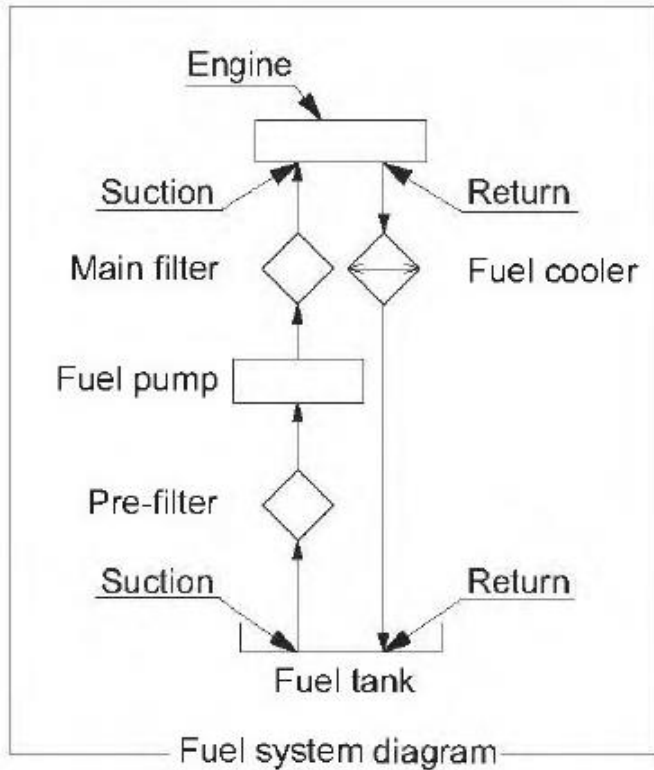 Engine
Suction
Return
Main filter
Fuel cooler
Fuel pump
Pre-filter
Suction
Return
Fuel tank
Fuel system diagram